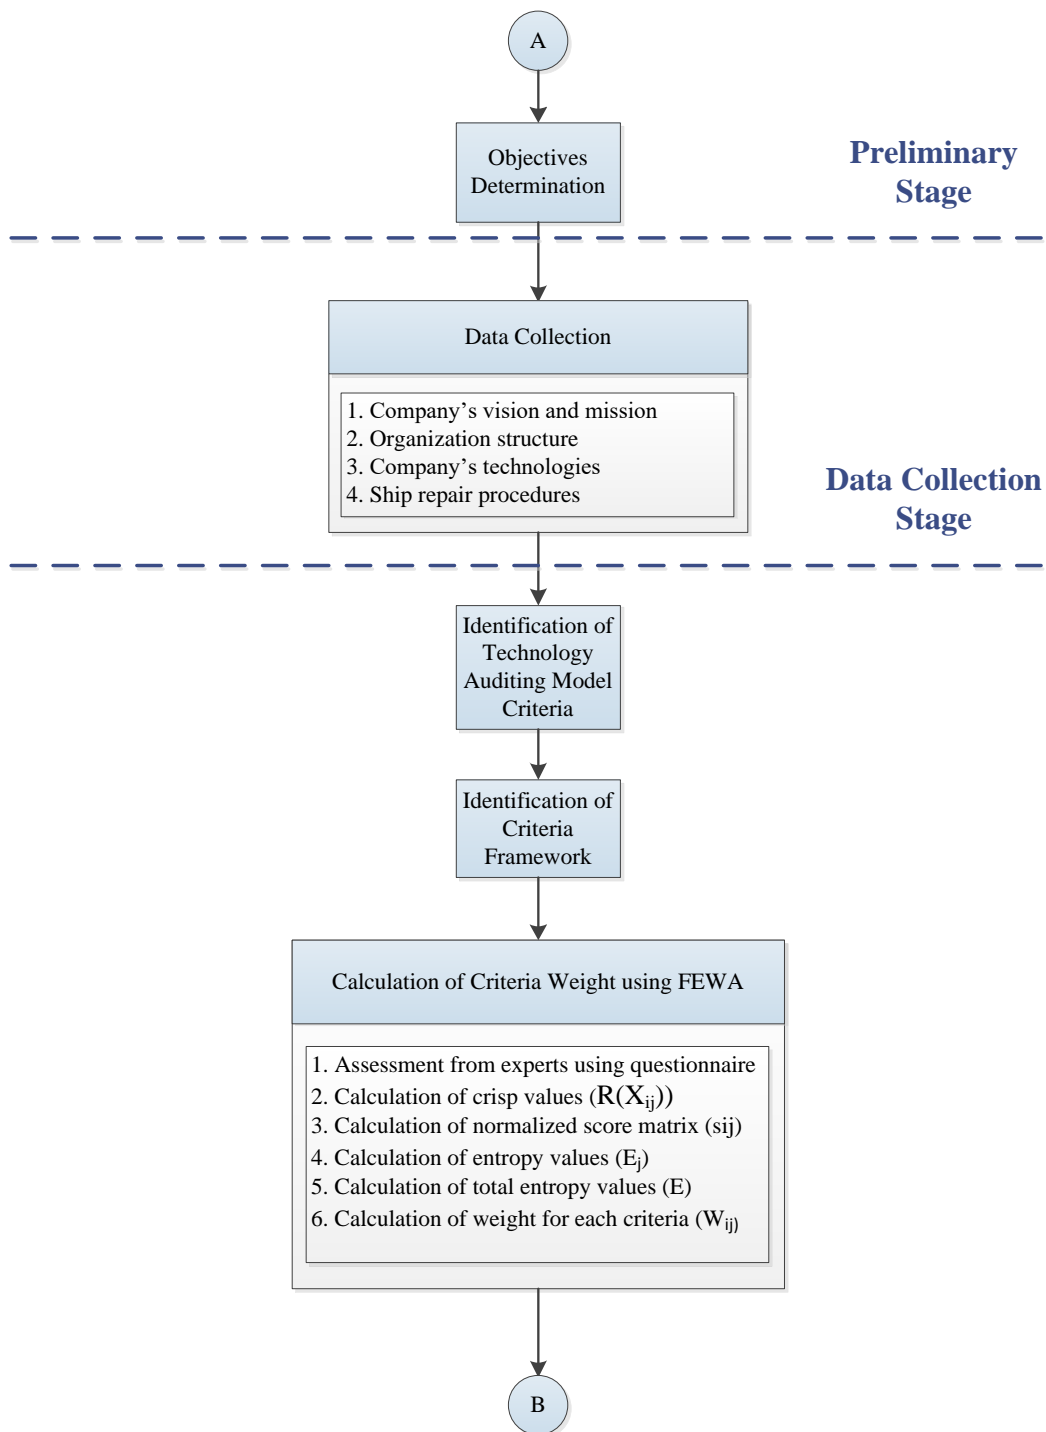 A
Objectives
Determination
Preliminary
Stage
Data Collection
1. Company’s vision and mission
2. Organization structure
3. Company’s technologies
4. Ship repair procedures
Data Collection
Stage
Identification of
Technology
Auditing Model
Criteria
Identification of
Criteria
Framework
Calculation of Criteria Weight using FEWA
1. Assessment from experts using questionnaire
2. Calculation of crisp values (R(Xij))
3. Calculation of normalized score matrix (sij)
4. Calculation of entropy values (Ej)
5. Calculation of total entropy values (E)
6. Calculation of weight for each criteria (Wij)
B